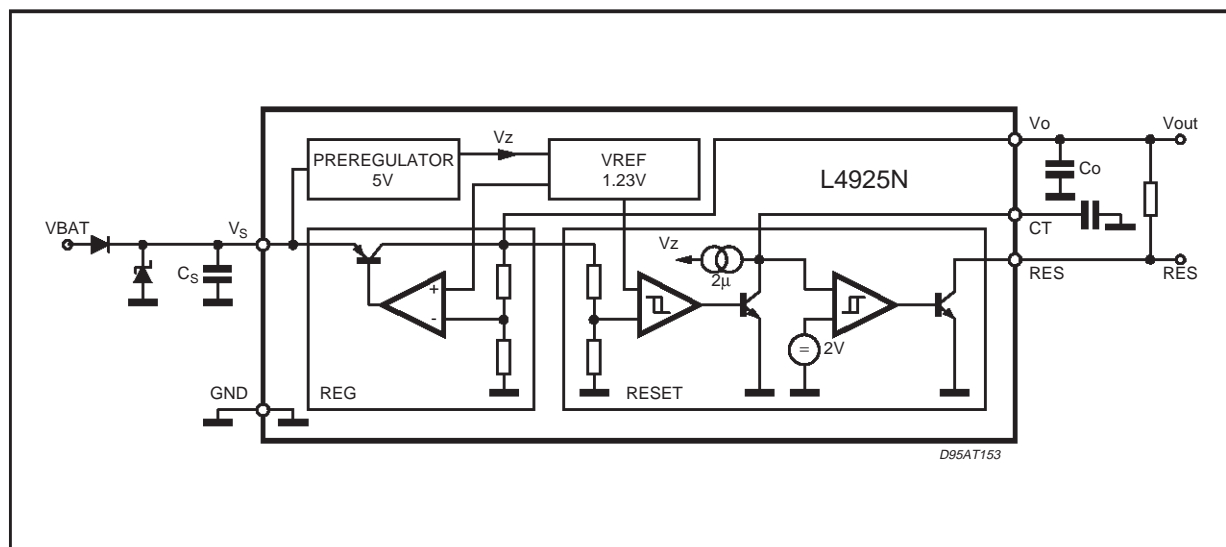 Vo
Vout
PREREGULATOR
5V
Vz
VREF
1.23V
L4925N
Co
VBAT
VS
CT
CS
Vz
2µ
RES
RES
+
-
=
2V
GND
REG
RESET
D95AT153